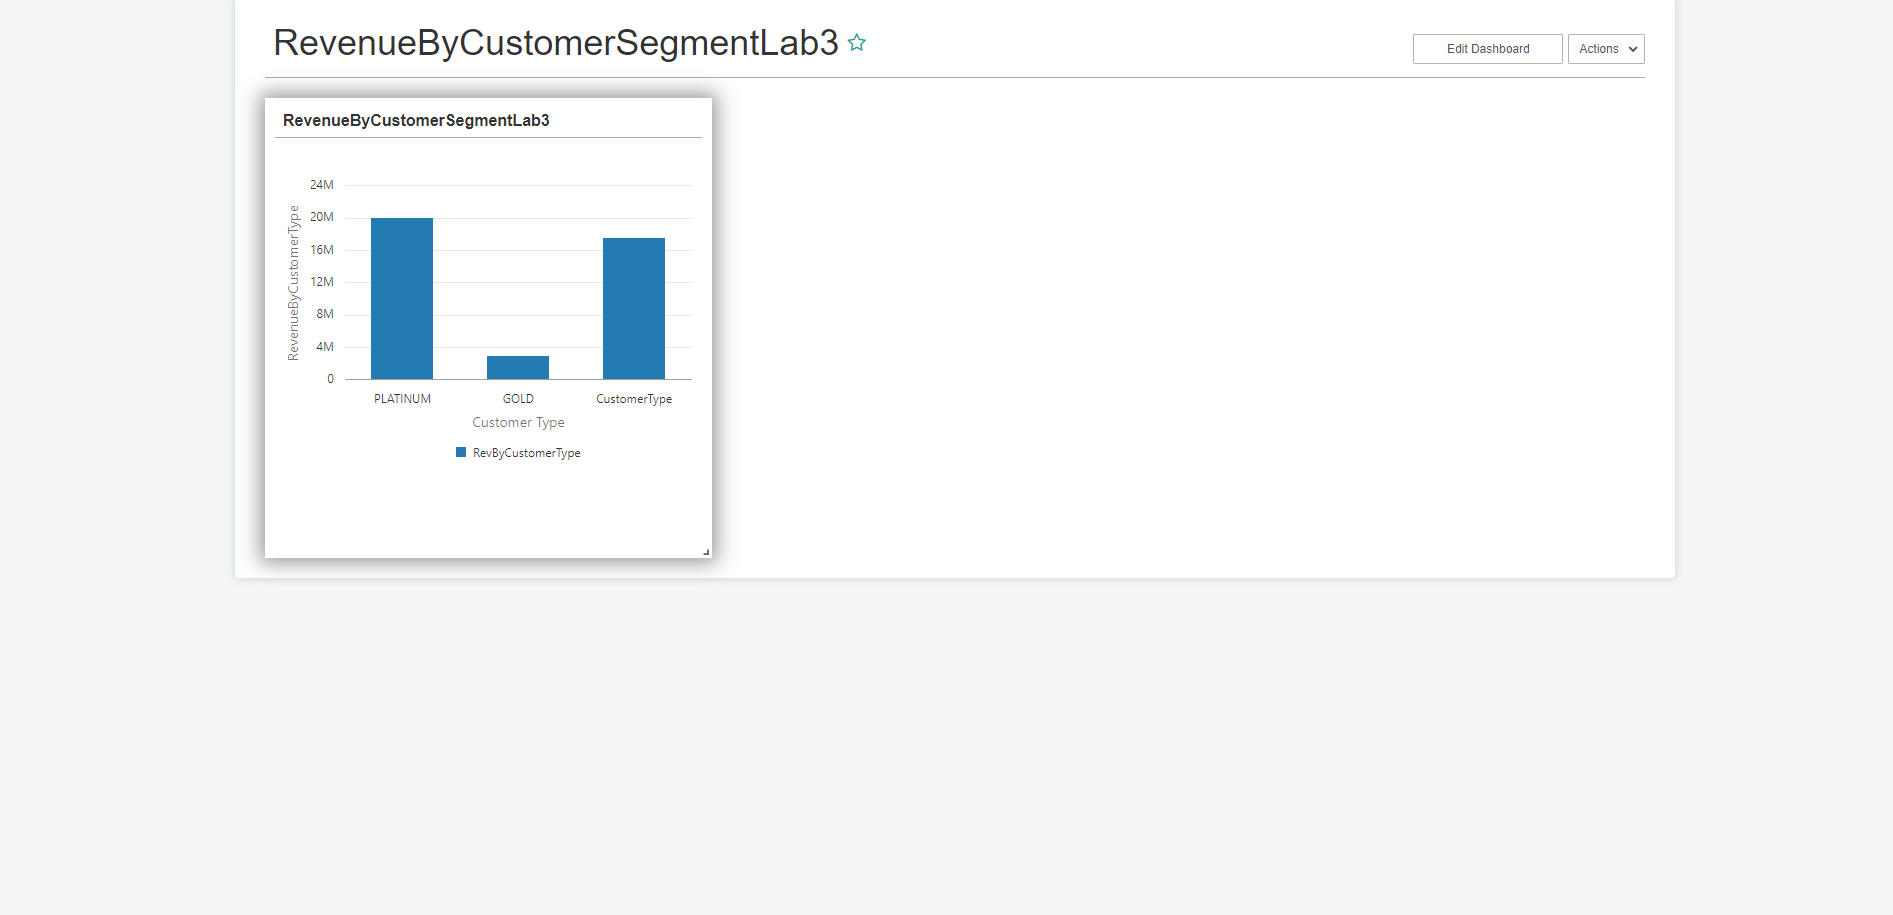 RevenueByCustomerSegmentLab3
Edit Dashboard
Actions
RevenueByCustomerSegmentLab3
RevenueByCustomerType
24M
20M
16M
12M
8M
4M
0
PLATINUM GOLD CustomerType
Customer Type
RevByCustomerType